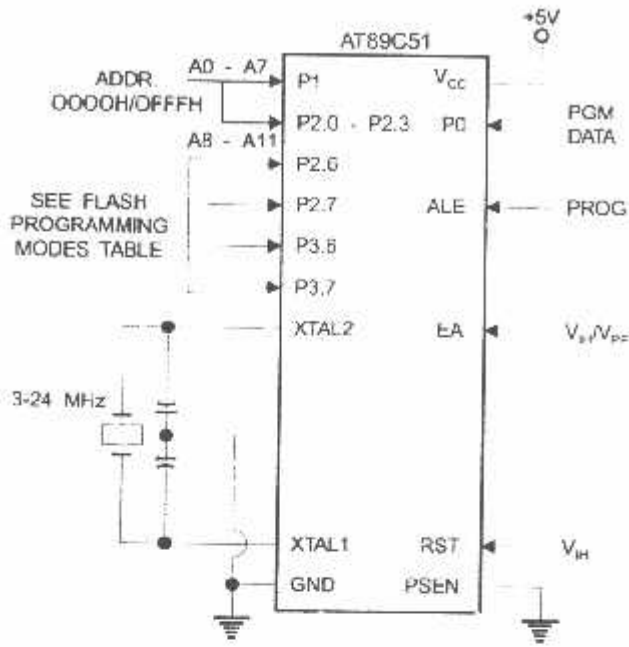 +5V
AT89C51
A0 - A7
ADDR.
OOOOH/OFFFH
A8 - A11
P1
VCC
P2.0 - P2.3
P0
PGM
DATA
P2.6
SEE FLASH
PROGRAMMING
MODES TABLE
P2.7
ALE
PROG
P3.6
P3.7
XTAL2
EA
VIH/VPP
3-24 MHz
XTAL1
RST
VIH
GND
PSEN